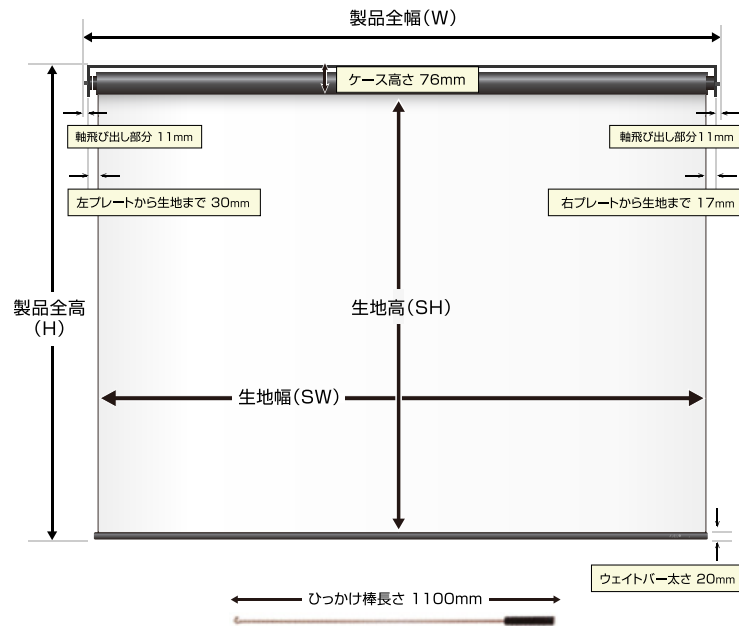 製品全幅(W)
ケース高さ 76mm
軸飛び出し部分 11mm
軸飛び出し部分11mm
左プレートから生地まで 30mm
右プレートから生地まで 17mm
製品全高
(H)
生地高(SH)
生地幅(SW)
ウェイトバー太さ 20mm
ひっかけ棒長さ 1100mm